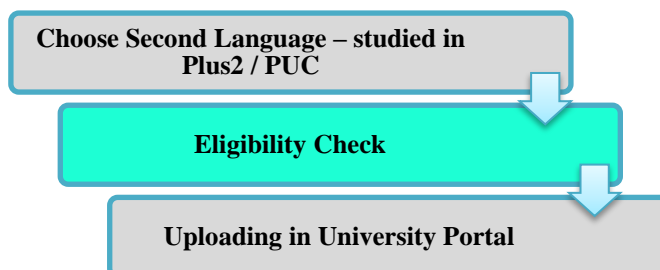 Choose Second Language – studied in
Plus2 / PUC
Eligibility Check
Uploading in University Portal